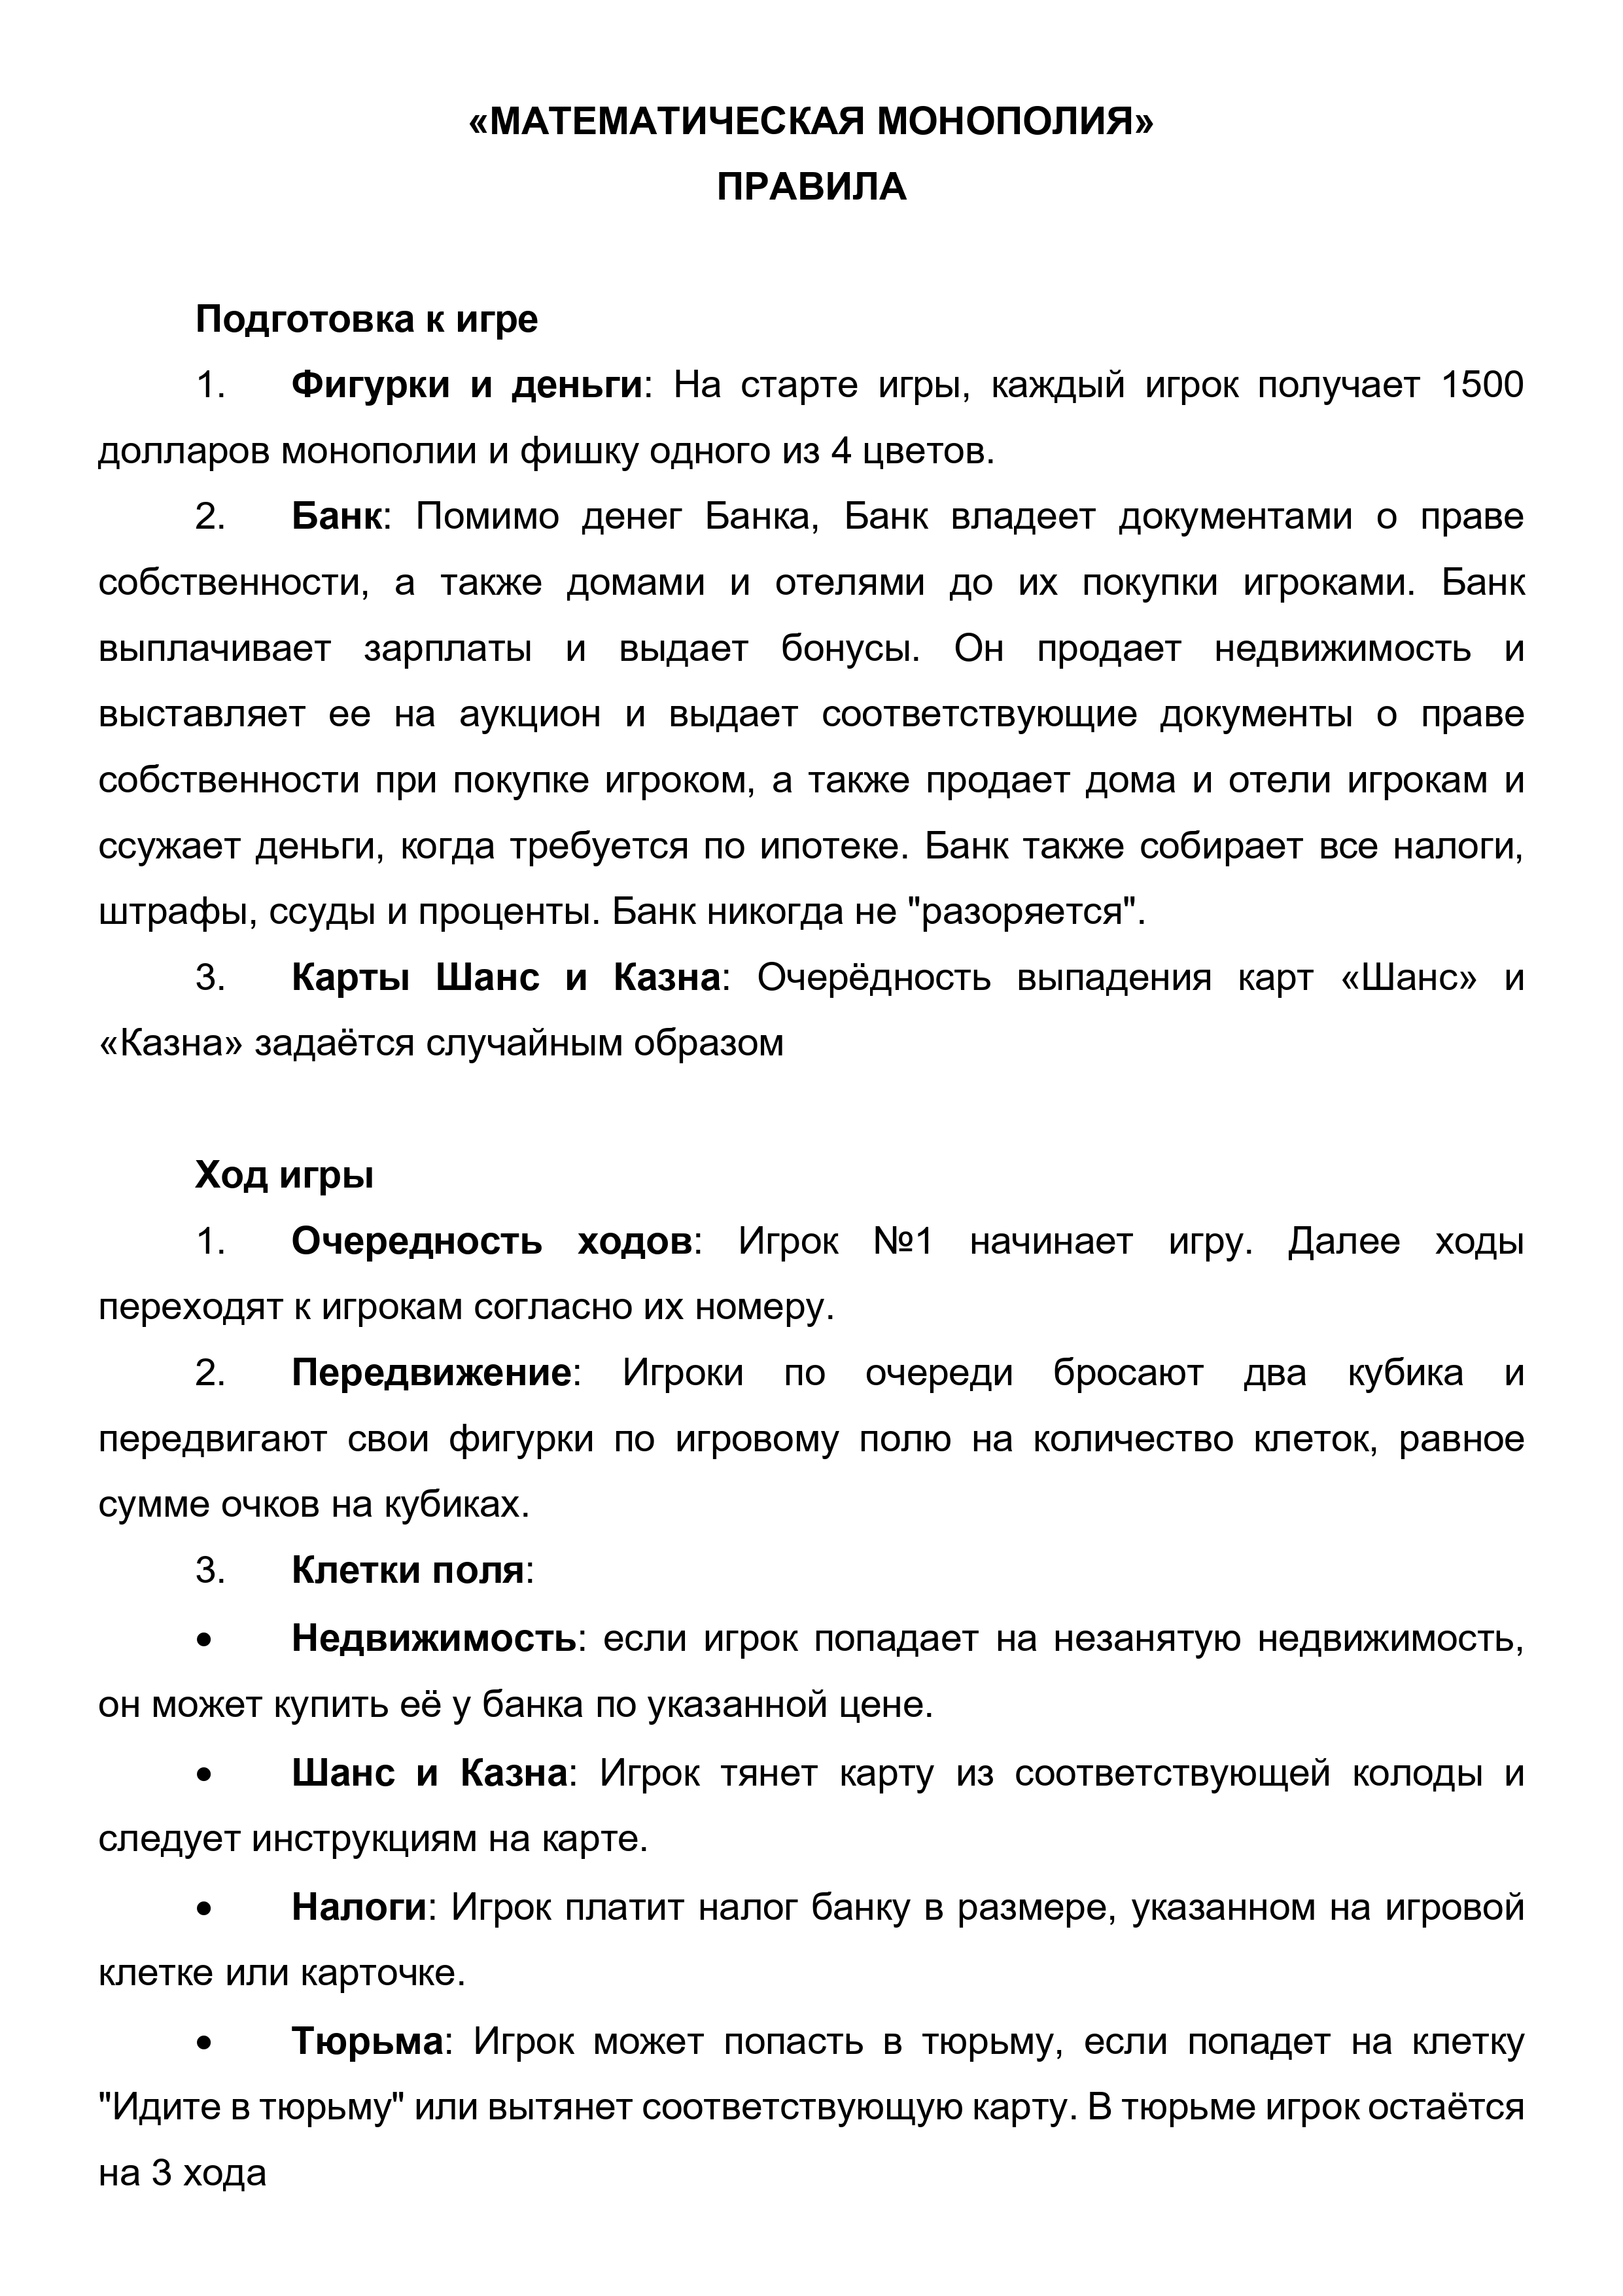 «МАТЕМАТИЧЕСКАЯ МОНОПОЛИЯ»
ПРАВИЛА
Подготовка к игре
1. Фигурки и деньги: На старте игры, каждый игрок получает 1500
долларов монополии и фишку одного из 4 цветов.
2. Банк: Помимо денег Банка, Банк владеет документами о праве
собственности, а также домами и отелями до их покупки игроками. Банк
выплачивает зарплаты и выдает бонусы. Он продает недвижимость и
выставляет ее на аукцион и выдает соответствующие документы о праве
собственности при покупке игроком, а также продает дома и отели игрокам и
ссужает деньги, когда требуется по ипотеке. Банк также собирает все налоги,
штрафы, ссуды и проценты. Банк никогда не "разоряется".
3. Карты Шанс и Казна: Очерёдность выпадения карт «Шанс» и
«Казна» задаётся случайным образом
Ход игры
1. Очередность ходов: Игрок №1 начинает игру. Далее ходы
переходят к игрокам согласно их номеру.
2. Передвижение: Игроки по очереди бросают два кубика и
передвигают свои фигурки по игровому полю на количество клеток, равное
сумме очков на кубиках.
3. Клетки поля:
• Недвижимость: если игрок попадает на незанятую недвижимость,
он может купить её у банка по указанной цене.
• Шанс и Казна: Игрок тянет карту из соответствующей колоды и
следует инструкциям на карте.
• Налоги: Игрок платит налог банку в размере, указанном на игровой
клетке или карточке.
• Тюрьма: Игрок может попасть в тюрьму, если попадет на клетку
"Идите в тюрьму" или вытянет соответствующую карту. В тюрьме игрок остаётся
на 3 хода